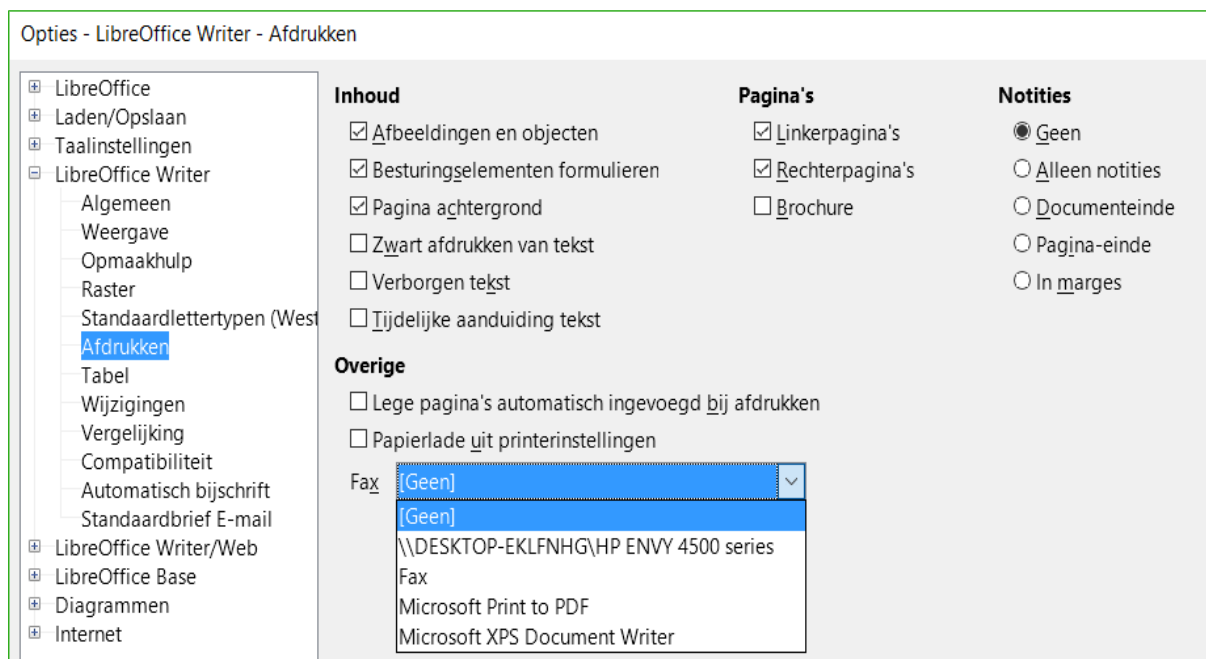 Opties - LibreOffice Writer - Afdrukken
LibreOffice
Laden/Opslaan
Taalinstellingen
LibreOffice Writer
Algemeen
Weergave
Opmaakhulp
Raster
Standaardlettertypen (West
Afdrukken
Tabel
Wijzigingen
Vergelijking
Compatibiliteit
Automatisch bijschrift
Standaardbrief E-mail
LibreOffice Writer/Web
LibreOffice Base
Diagrammen
Internet
Inhoud
Afbeeldingen en objecten
Besturingselementen formulieren
Pagina achtergrond
Zwart afdrukken van tekst
Verborgen tekst
Tijdelijke aanduiding tekst
Pagina's
Linkerpagina's
Rechterpagina's
Brochure
Notities
Geen
Alleen notities
Documenteinde
Pagina-einde
In marges
Overige
Lege pagina's automatisch ingevoegd bij afdrukken
Papierlade uit printerinstellingen
Fax [Geen]
[Geen]
\\DESKTOP-EKLFNHG\HP ENVY 4500 series
Fax
Microsoft Print to PDF
Microsoft XPS Document Writer